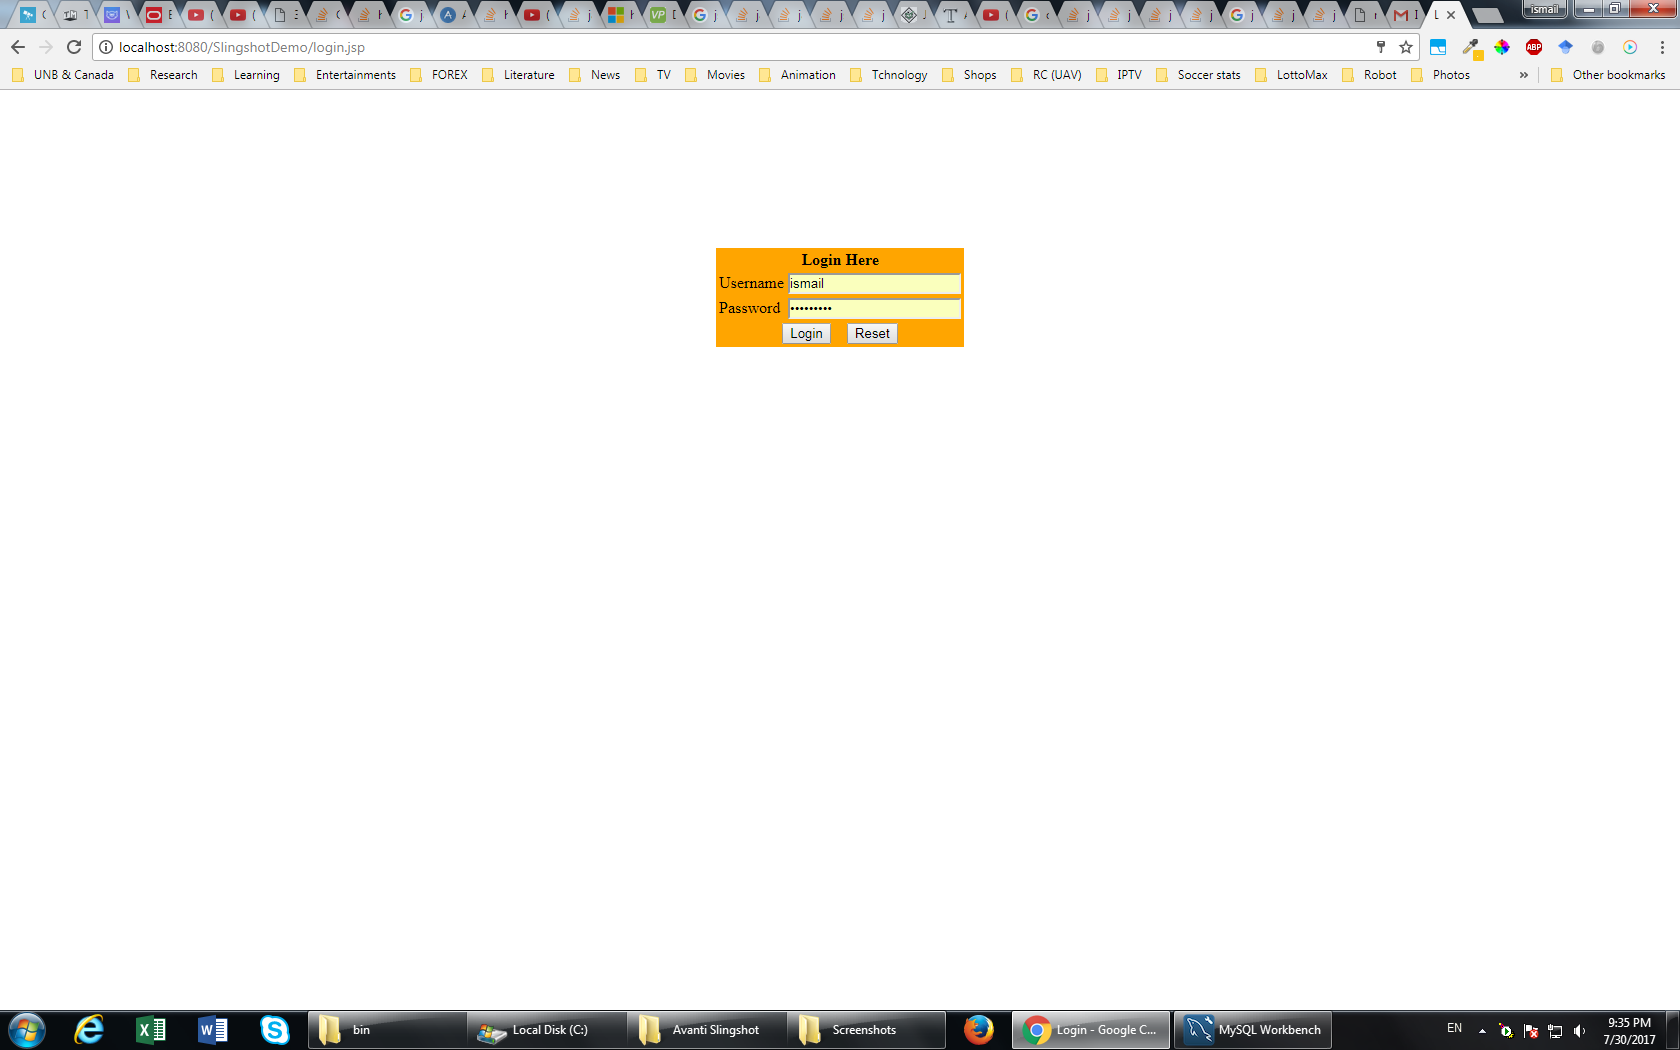 ismail
localhost:8080/SlingshotDemo/login.jsp
ABP
UNB & Canada Research Learning Entertainments FOREX Literature News TV Movies Animation Tchnology Shops RC (UAV) IPTV Soccer stats LottoMax Robot Photos » Other bookmarks
Login Here
Username ismail
Password •••••••••
Login Reset
bin Local Disk (C:) Avanti Slingshot Screenshots Login - Google C... MySQL Workbench EN 9:35 PM
7/30/2017